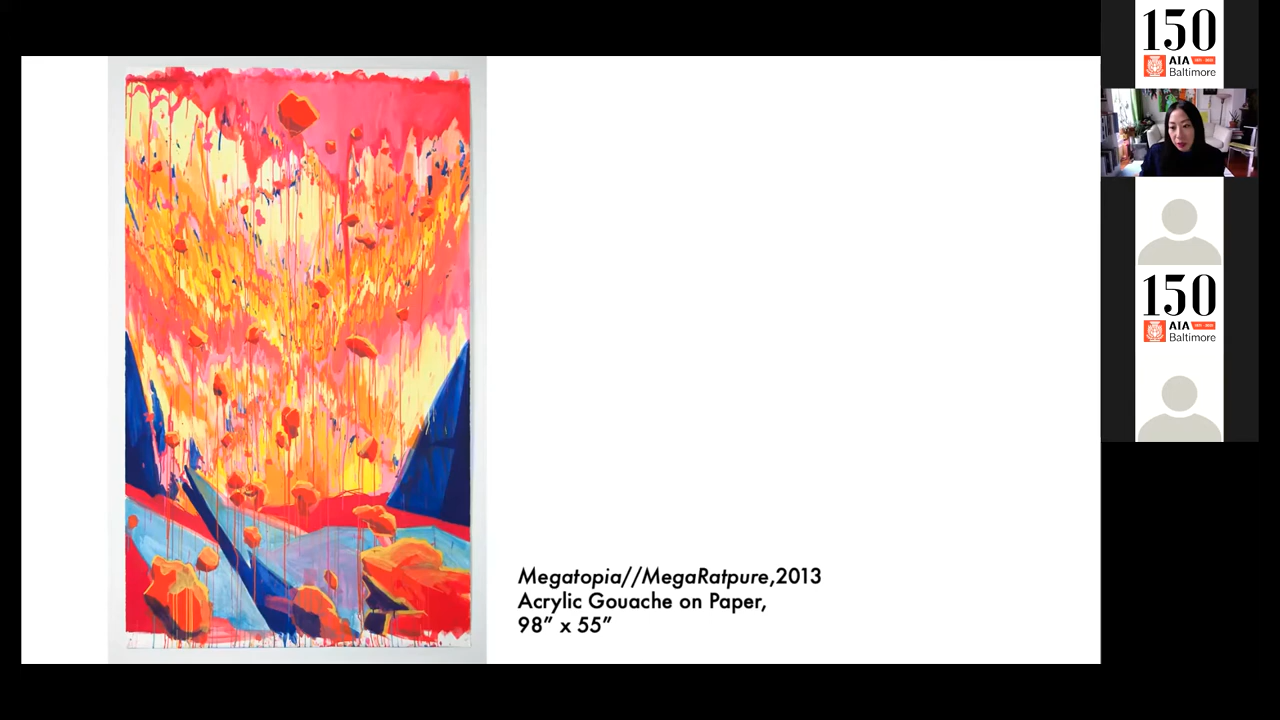 Megatopia//MegaRatpure,2013
Acrylic Gouache on Paper,
98” x 55”
150
AIA
Baltimore
150
AIA
Baltimore